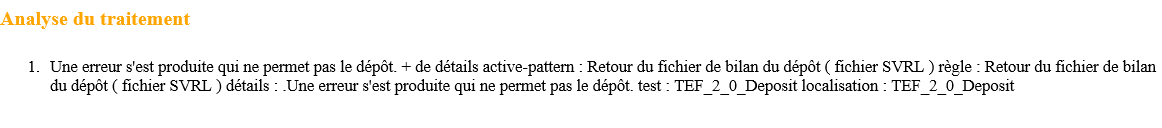 Analyse du traitement
1. Une erreur s'est produite qui ne permet pas le dépôt. + de détails active-pattern : Retour du fichier de bilan du dépôt ( fichier SVRL ) règle : Retour du fichier de bilan
du dépôt ( fichier SVRL ) détails : .Une erreur s'est produite qui ne permet pas le dépôt. test : TEF_2_0_Deposit localisation : TEF_2_0_Deposit